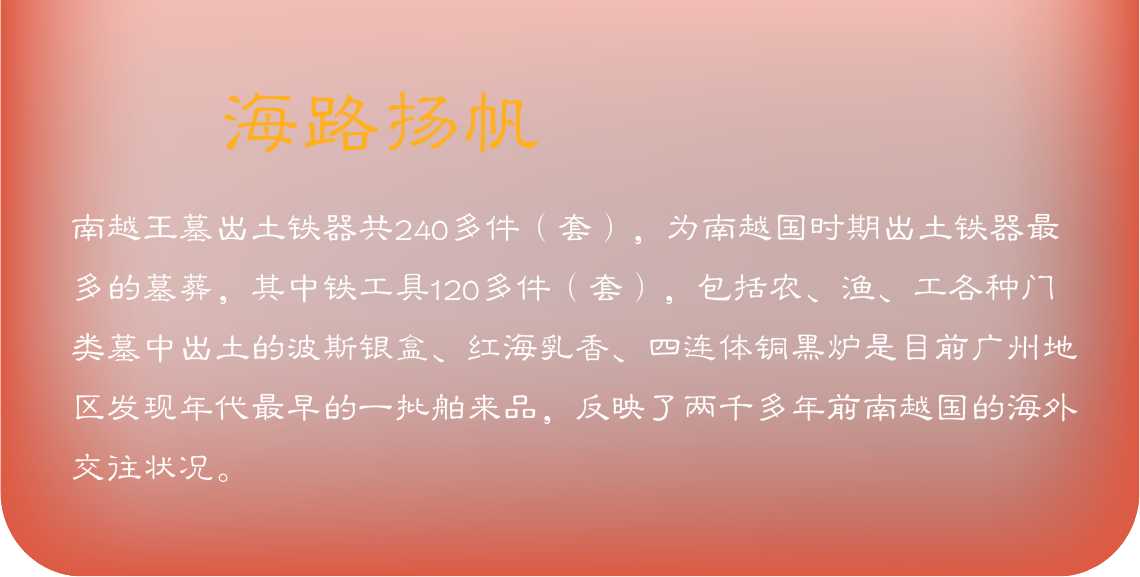 海路扬帆
南越王墓出土铁器共240多件（套），为南越国时期出土铁器最
多的墓葬，其中铁工具120多件（套），包括农、渔、工各种门
类墓中出土的波斯银盒、红海乳香、四连体铜黑炉是目前广州地
区发现年代最早的一批舶来品，反映了两千多年前南越国的海外
交往状况。